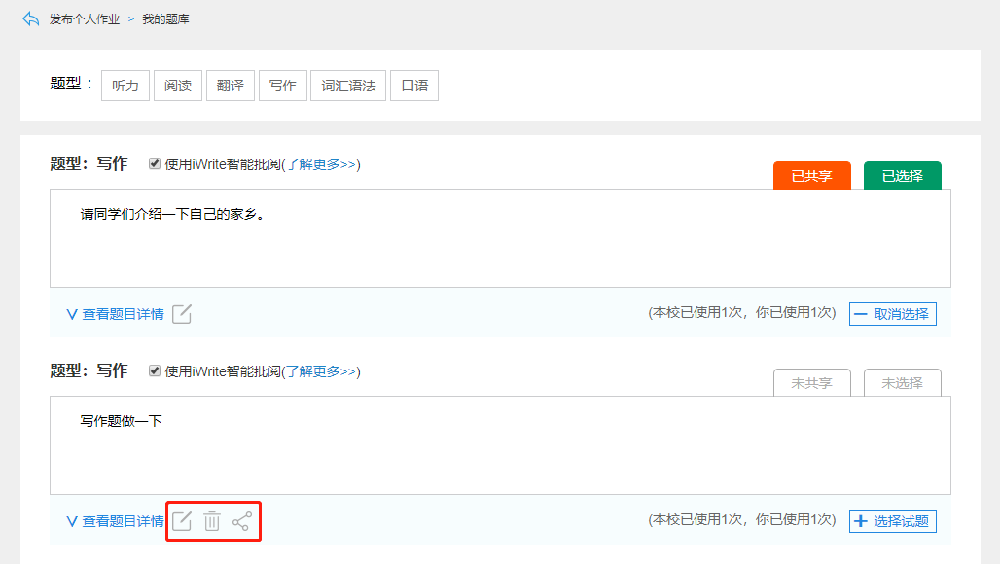 发布个人作业 > 我的题库
题型： 听力 阅读 翻译 写作 词汇语法 口语
题型：写作 使用iWrite智能批阅(了解更多>>) 已共享 已选择
请同学们介绍一下自己的家乡。
查看题目详情 (本校已使用1次，你已使用1次) 取消选择
题型：写作 使用iWrite智能批阅(了解更多>>) 未共享 未选择
写作题做一下
查看题目详情 (本校已使用1次，你已使用1次) 选择试题